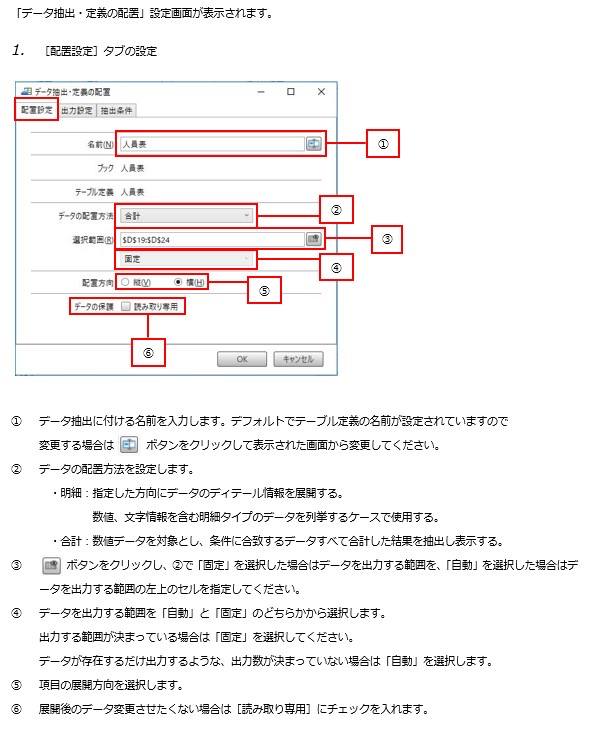 「データ抽出・定義の配置」設定画面が表示されます。
1. ［配置設定］タブの設定
データ抽出・定義の配置
配置設定 出力設定 抽出条件
名前(N) 人員表 ①
ブック 人員表
テーブル定義 人員表
データの配置方法 合計 ②
選択範囲(R) $D$19:$D$24 ③
固定 ④
配置方向 縦(V) 横(H) ⑤
データの保護 読み取り専用
⑥
OK キャンセル
① データ抽出に付ける名前を入力します。デフォルトでテーブル定義の名前が設定されていますので
変更する場合は ボタンをクリックして表示された画面から変更してください。
② データの配置方法を設定します。
・明細：指定した方向にデータのディテール情報を展開する。
数値、文字情報を含む明細タイプのデータを列挙するケースで使用する。
・合計：数値データを対象とし、条件に合致するデータすべて合計した結果を抽出し表示する。
③ ボタンをクリックし、②で「固定」を選択した場合はデータを出力する範囲を、「自動」を選択した場合はデ
ータを出力する範囲の左上のセルを指定してください。
④ データを出力する範囲を「自動」と「固定」のどちらかから選択します。
出力する範囲が決まっている場合は「固定」を選択してください。
データが存在するだけ出力するような、出力数が決まっていない場合は「自動」を選択します。
⑤ 項目の展開方向を選択します。
⑥ 展開後のデータ変更させたくない場合は［読み取り専用］にチェックを入れます。